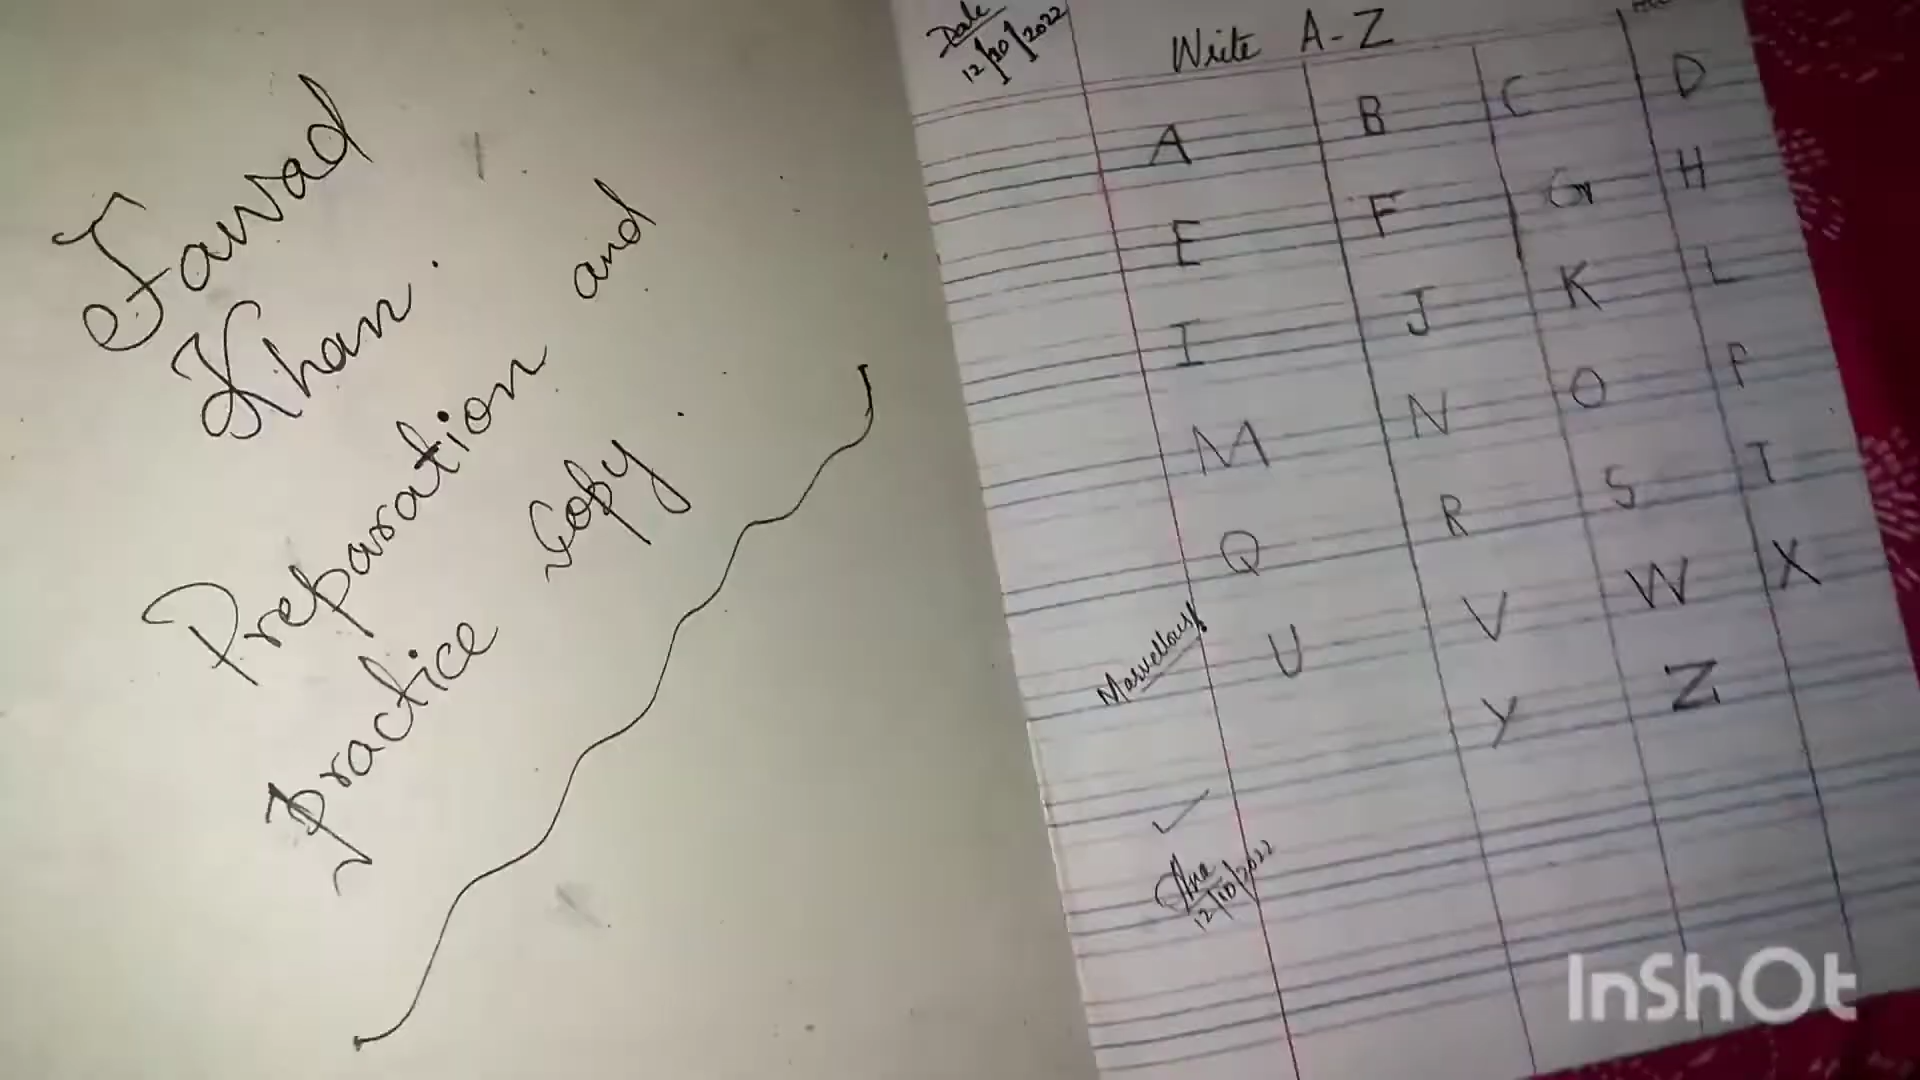 Fawad
Khan.
Preparation and
Practice Copy.
Date
12/10/2022
Write A-Z
A B C D
E F G H
I J K L
M N O P
Q R S T
U V W X
Y Z
Marvellous!
12/10/2022
InShOt